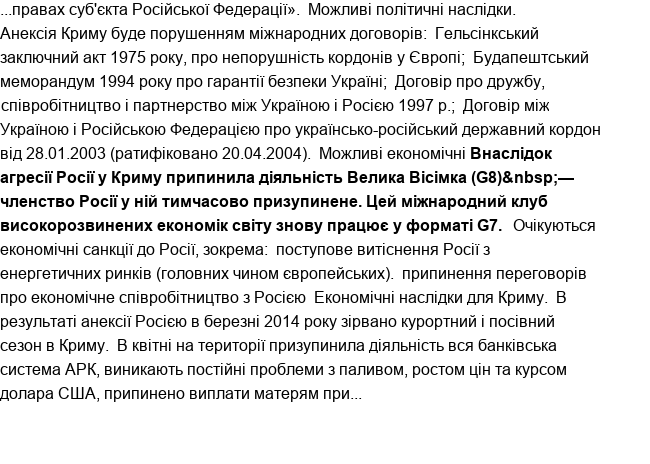 ...правах суб'єкта Російської Федерації».  Можливі політичні наслідки.
Анексія Криму буде порушенням міжнародних договорів:  Гельсінкський
заключний акт 1975 року, про непорушність кордонів у Європі;  Будапештський
меморандум 1994 року про гарантії безпеки Україні;  Договір про дружбу,
співробітництво і партнерство між Україною і Росією 1997 р.;  Договір між
Україною і Російською Федерацією про українсько-російський державний кордон
від 28.01.2003 (ратифіковано 20.04.2004).  Можливі економічні Внаслідок
агресії Росії у Криму припинила діяльність Велика Вісімка (G8)&nbsp;—
членство Росії у ній тимчасово призупинене. Цей міжнародний клуб
високорозвинених економік світу знову працює у форматі G7.  Очікуються
економічні санкції до Росії, зокрема:  поступове витіснення Росії з
енергетичних ринків (головних чином європейських).  припинення переговорів
про економічне співробітництво з Росією  Економічні наслідки для Криму.  В
результаті анексії Росією в березні 2014 року зірвано курортний і посівний
сезон в Криму.  В квітні на території призупинила діяльність вся банківська
система АРК, виникають постійні проблеми з паливом, ростом цін та курсом
долара США, припинено виплати матерям при...